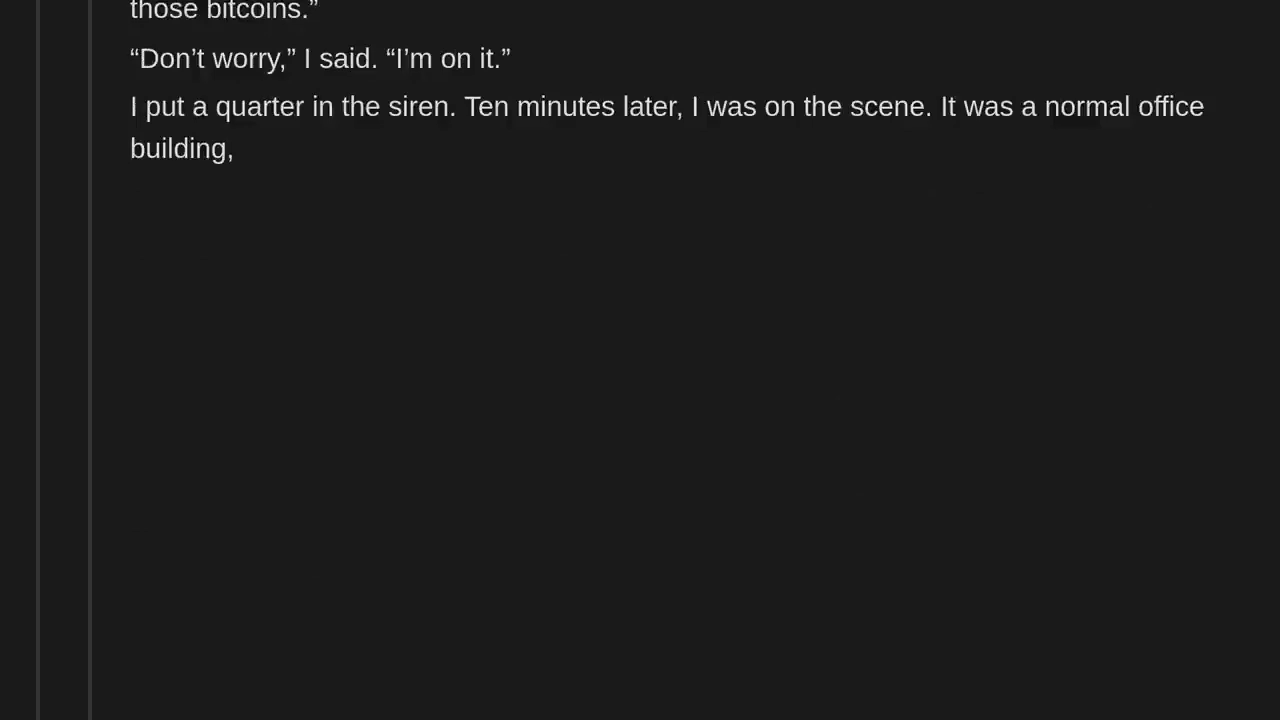 those bitcoins.”
“Don’t worry,” I said. “I’m on it.”
I put a quarter in the siren. Ten minutes later, I was on the scene. It was a normal office
building,